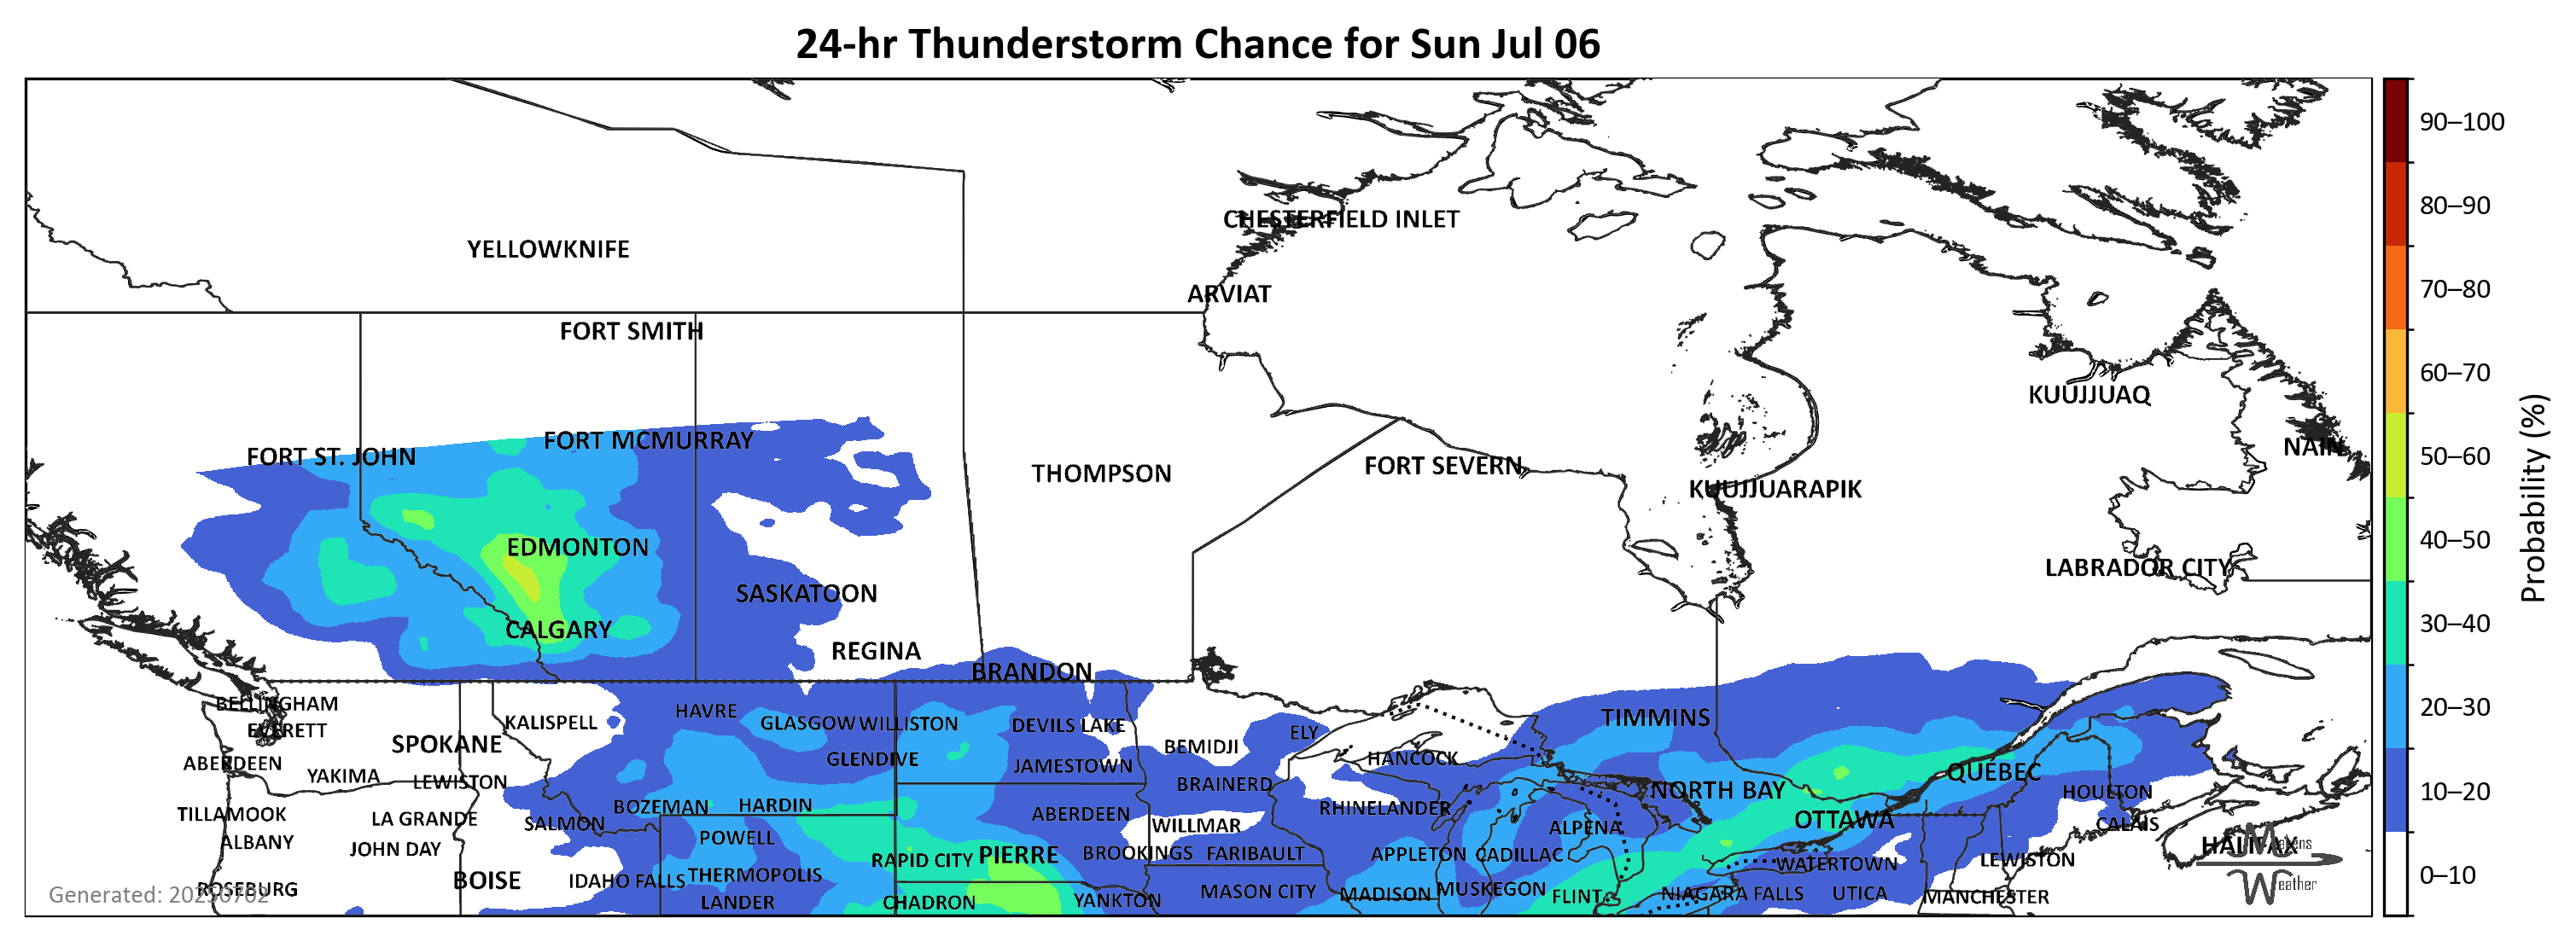 24-hr Thunderstorm Chance for Sun Jul 06
90–100
80–90
70–80
60–70
50–60
40–50
30–40
20–30
10–20
0–10
Probability (%)
CHESTERFIELD INLET
YELLOWKNIFE
ARVIAT
FORT SMITH
KUUJJUAQ
FORT MCMURRAY
NAIN
FORT ST. JOHN
FORT SEVERN
THOMPSON
KUUJJUARAPIK
EDMONTON
LABRADOR CITY
SASKATOON
CALGARY
REGINA
BRANDON
BELLINGHAM
HAVRE
TIMMINS
KALISPELL
GLASGOW
WILLISTON
DEVILS LAKE
EVERETT
ELY
SPOKANE
BEMIDJI
HANCOCK
GLENDIVE
ABERDEEN
JAMESTOWN
QUÉBEC
YAKIMA
LEWISTON
BRAINERD
NORTH BAY
HOULTON
BOZEMAN
HARDIN
RHINELANDER
TILLAMOOK
LA GRANDE
SALMON
ABERDEEN
WILLMAR
ALPENA
OTTAWA
CALAIS
ALBANY
JOHN DAY
POWELL
HALIFAX
RAPID CITY
PIERRE
BROOKINGS
FARIBAULT
APPLETON
CADILLAC
WATERTOWN
LEWISTON
BOISE
IDAHO FALLS
THERMOPOLIS
ROSEBURG
MASON CITY
MADISON
MUSKEGON
FLINT
NIAGARA FALLS
UTICA
MANCHESTER
LANDER
CHADRON
YANKTON
Generated: 20250702
Weather